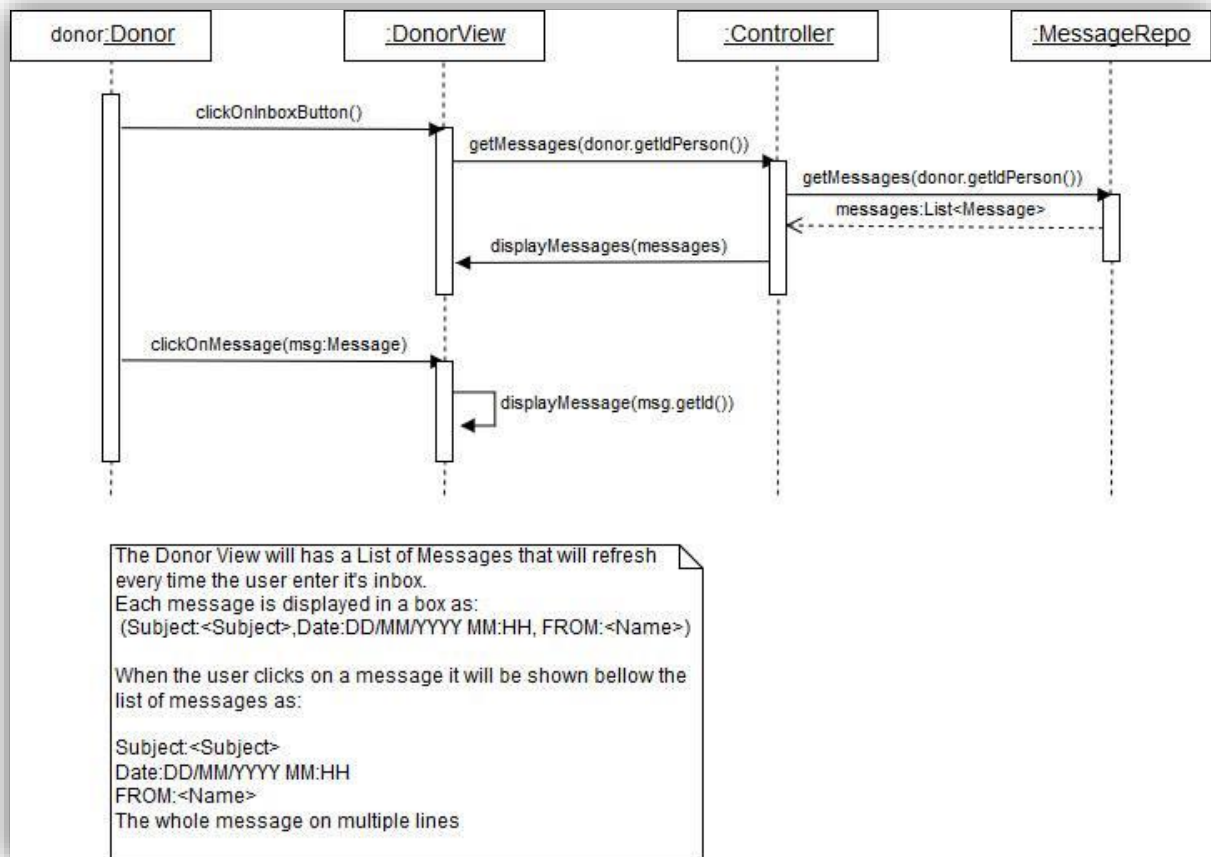 donor:Donor
:DonorView
:Controller
:MessageRepo
clickOnInboxButton()
getMessages(donor.getIdPerson())
getMessages(donor.getIdPerson())
messages:List<Message>
displayMessages(messages)
clickOnMessage(msg:Message)
displayMessage(msg.getId())
The Donor View will has a List of Messages that will refresh
every time the user enter it's inbox.
Each message is displayed in a box as:
(Subject:<Subject>,Date:DD/MM/YYYY MM:HH, FROM:<Name>)
When the user clicks on a message it will be shown bellow the
list of messages as:
Subject:<Subject>
Date:DD/MM/YYYY MM:HH
FROM:<Name>
The whole message on multiple lines